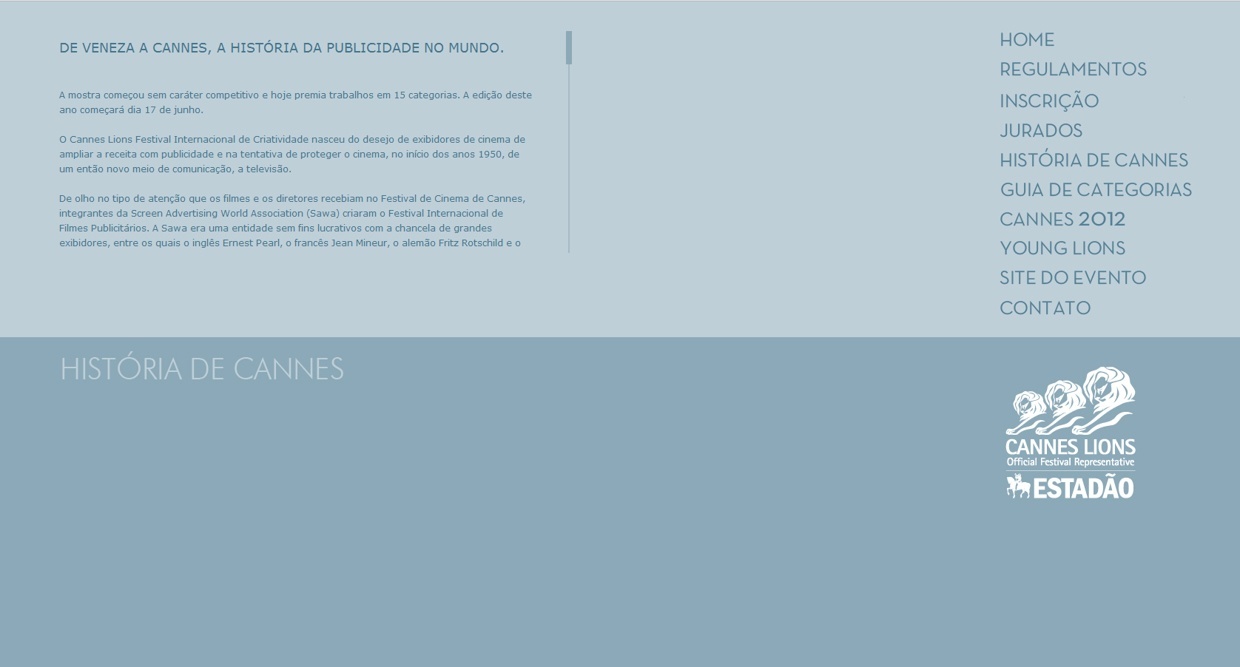 DE VENEZA A CANNES, A HISTÓRIA DA PUBLICIDADE NO MUNDO.
A mostra começou sem caráter competitivo e hoje premia trabalhos em 15 categorias. A edição deste
ano começará dia 17 de junho.
O Cannes Lions Festival Internacional de Criatividade nasceu do desejo de exibidores de cinema de
ampliar a receita com publicidade e na tentativa de proteger o cinema, no início dos anos 1950, de
um então novo meio de comunicação, a televisão.
De olho no tipo de atenção que os filmes e os diretores recebiam no Festival de Cinema de Cannes,
integrantes da Screen Advertising World Association (Sawa) criaram o Festival Internacional de
Filmes Publicitários. A Sawa era uma entidade sem fins lucrativos com a chancela de grandes
exibidores, entre os quais o inglês Ernest Pearl, o francês Jean Mineur, o alemão Fritz Rotschild e o
HOME
REGULAMENTOS
INSCRIÇÃO
JURADOS
HISTÓRIA DE CANNES
GUIA DE CATEGORIAS
CANNES 2012
YOUNG LIONS
SITE DO EVENTO
CONTATO
HISTÓRIA DE CANNES
CANNES LIONS
Official Festival Representative
ESTADÃO